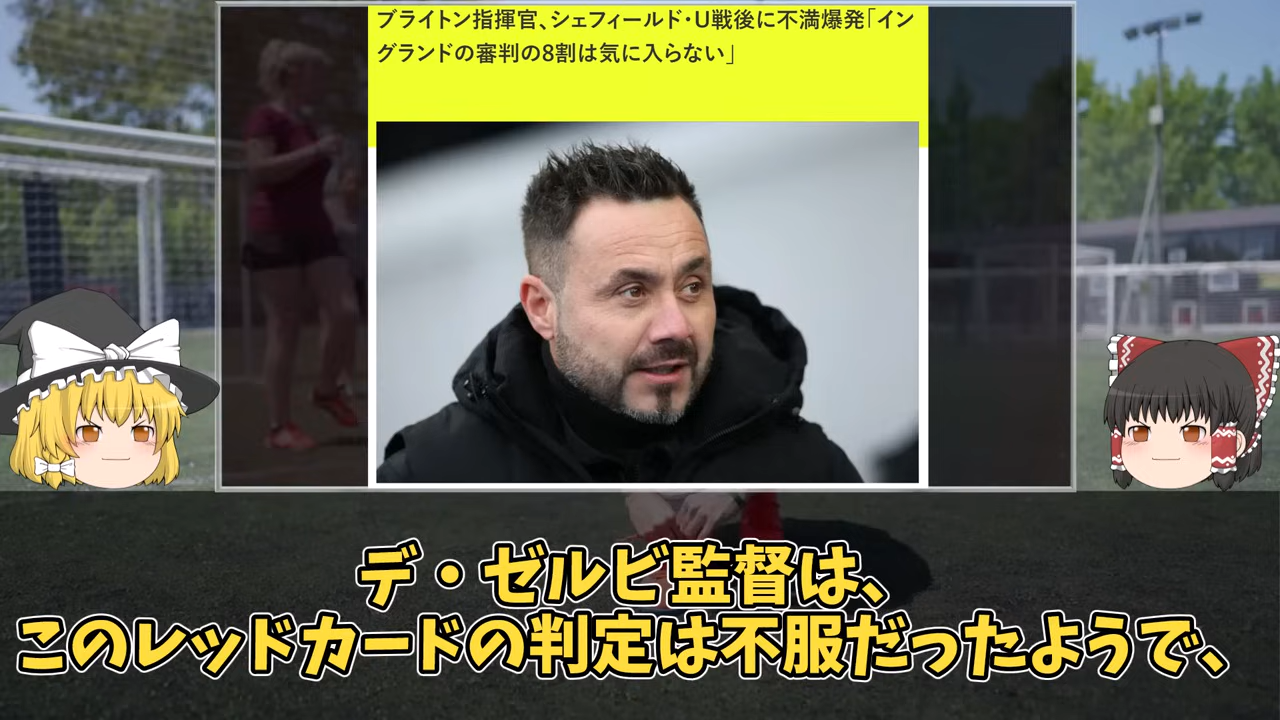 ブライトン指揮官、シェフィールド・U戦後に不満爆発「イン
グランドの審判の8割は気に入らない」
デ・ゼルビ監督は、
このレッドカードの判定は不服だったようで、